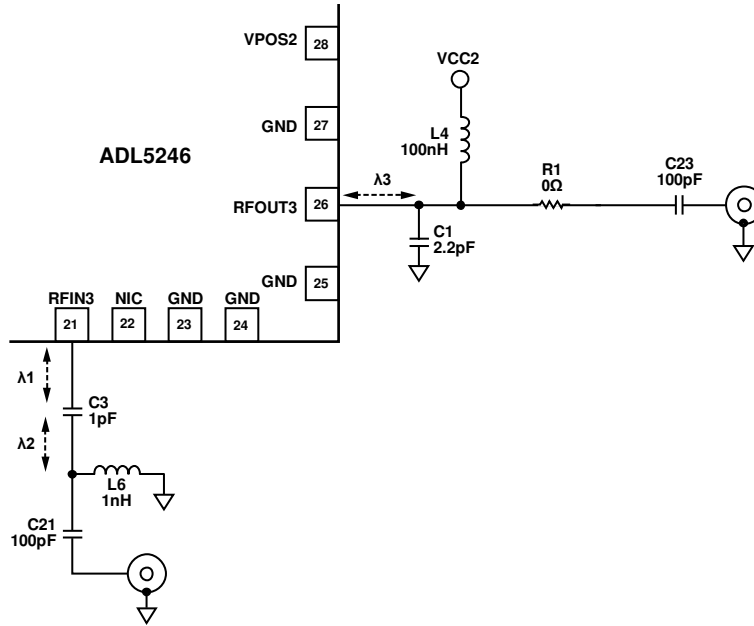 VPOS2
28
VCC2
GND
27
L4
100nH
ADL5246
R1
0Ω
C23
100pF
λ3
RFOUT3
26
C1
2.2pF
GND
25
RFIN3 NIC GND GND
21 22 23 24
λ1
C3
1pF
λ2
L6
1nH
C21
100pF